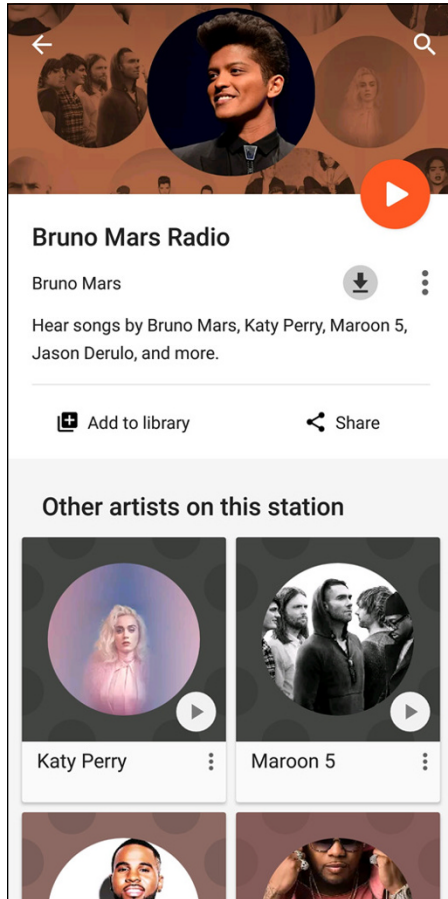 Bruno Mars Radio
Bruno Mars
Hear songs by Bruno Mars, Katy Perry, Maroon 5,
Jason Derulo, and more.
Add to library
Share
Other artists on this station
Katy Perry
Maroon 5